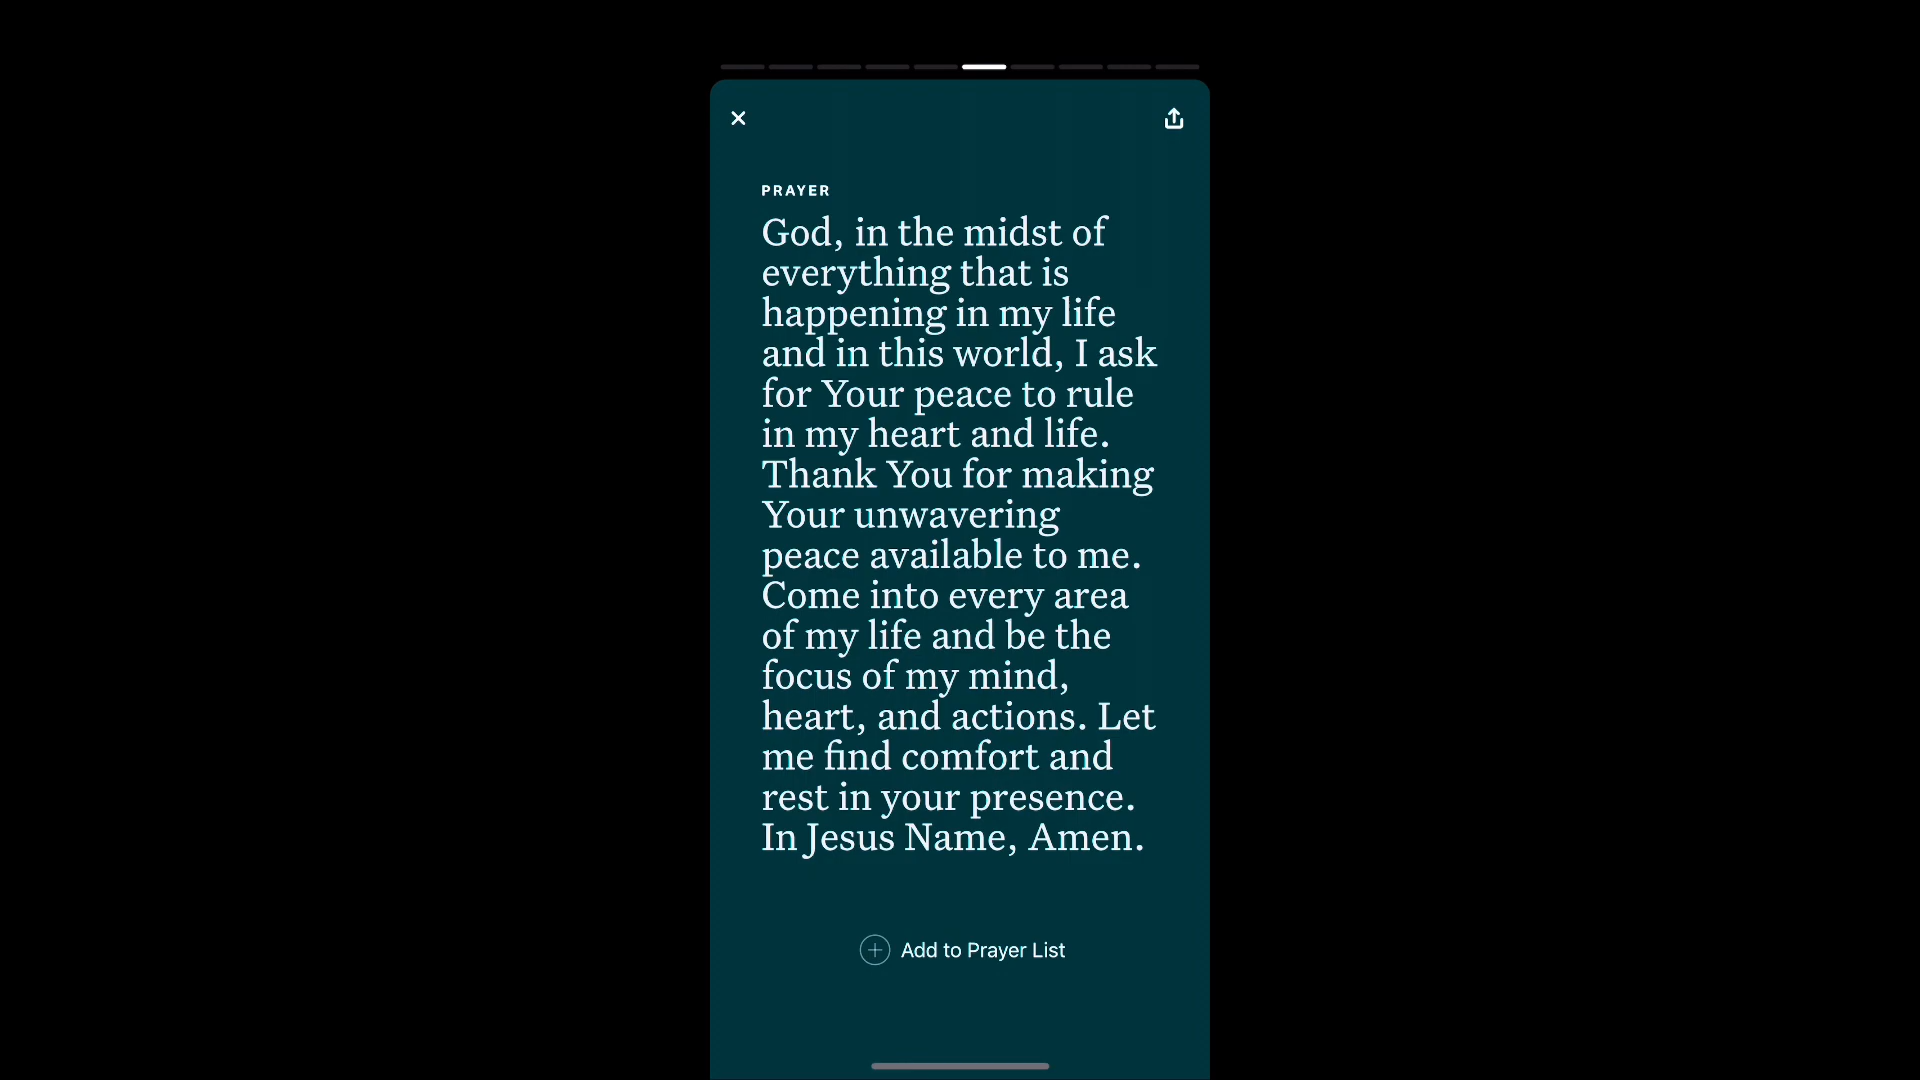 PRAYER
God, in the midst of
everything that is
happening in my life
and in this world, I ask
for Your peace to rule
in my heart and life.
Thank You for making
Your unwavering
peace available to me.
Come into every area
of my life and be the
focus of my mind,
heart, and actions. Let
me find comfort and
rest in your presence.
In Jesus Name, Amen.
Add to Prayer List